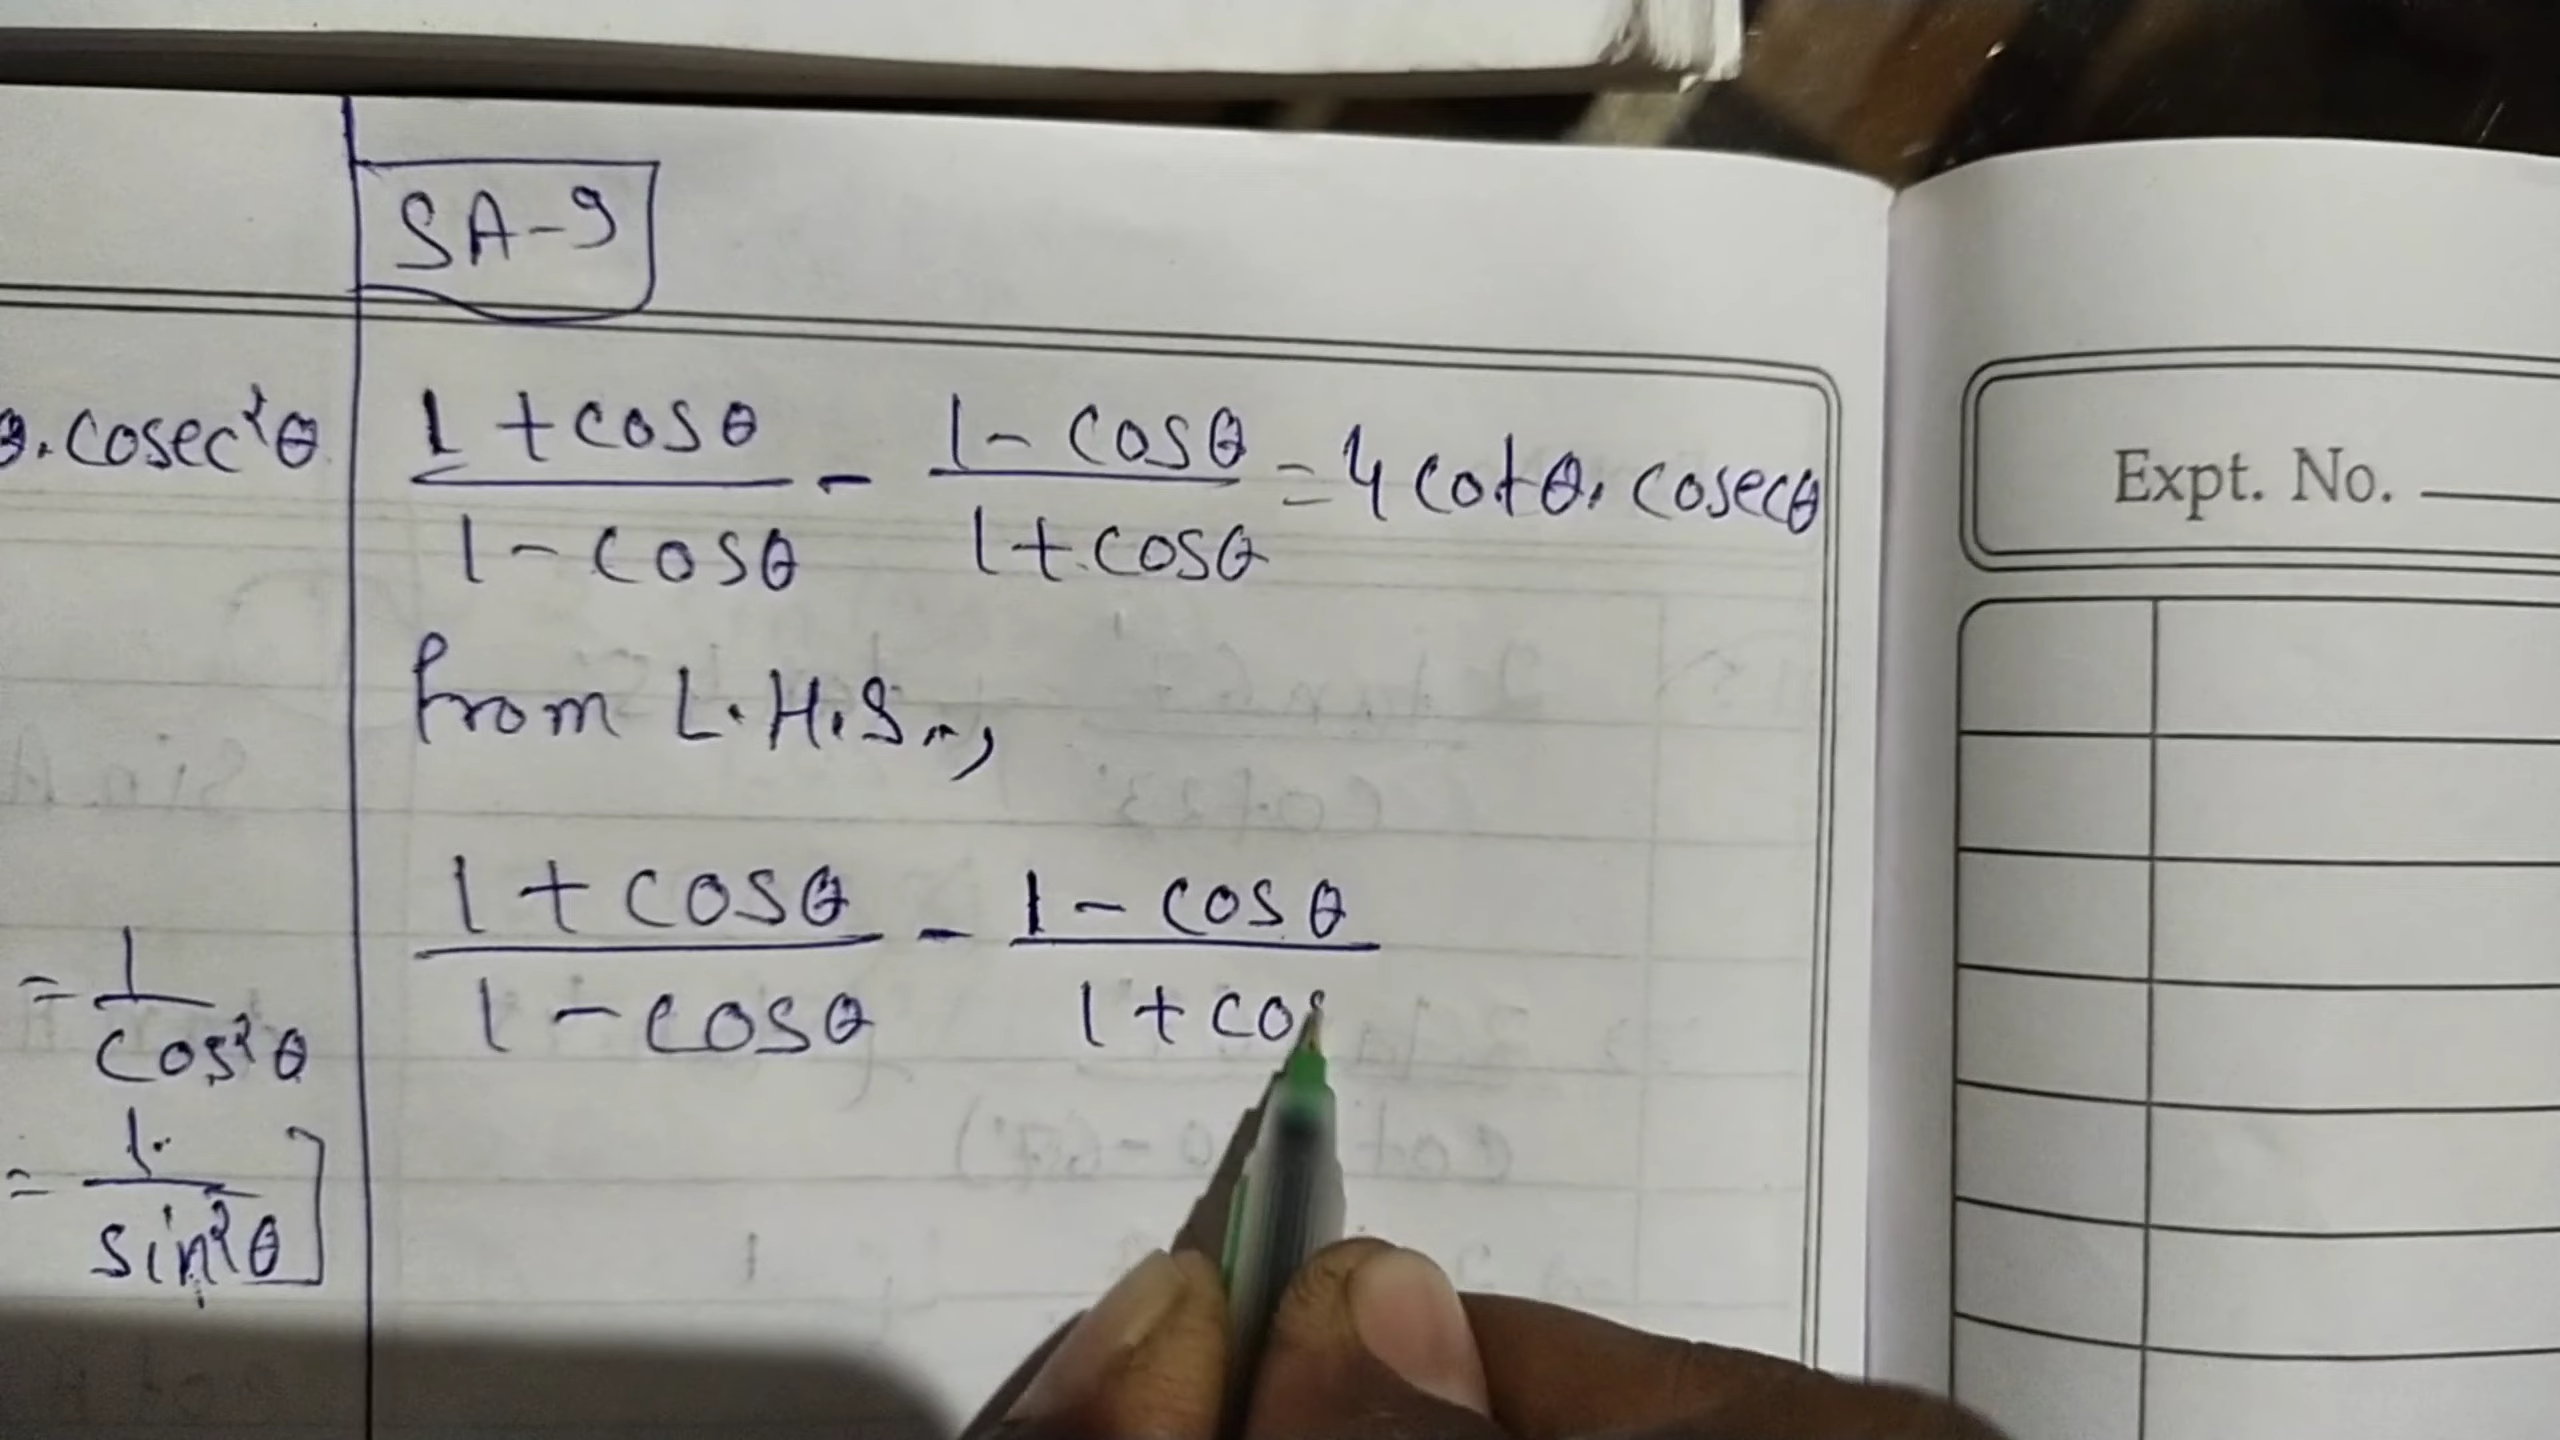 SA-9
θ. cosec²θ
1 + cosθ / 1 - cosθ - 1 - cosθ / 1 + cosθ = 4 cotθ. cosecθ
from L.H.S.,
1 + cosθ / 1 - cosθ - 1 - cosθ / 1 + cos
= 1 / cos²θ
= 1 / sin²θ]
Expt. No.